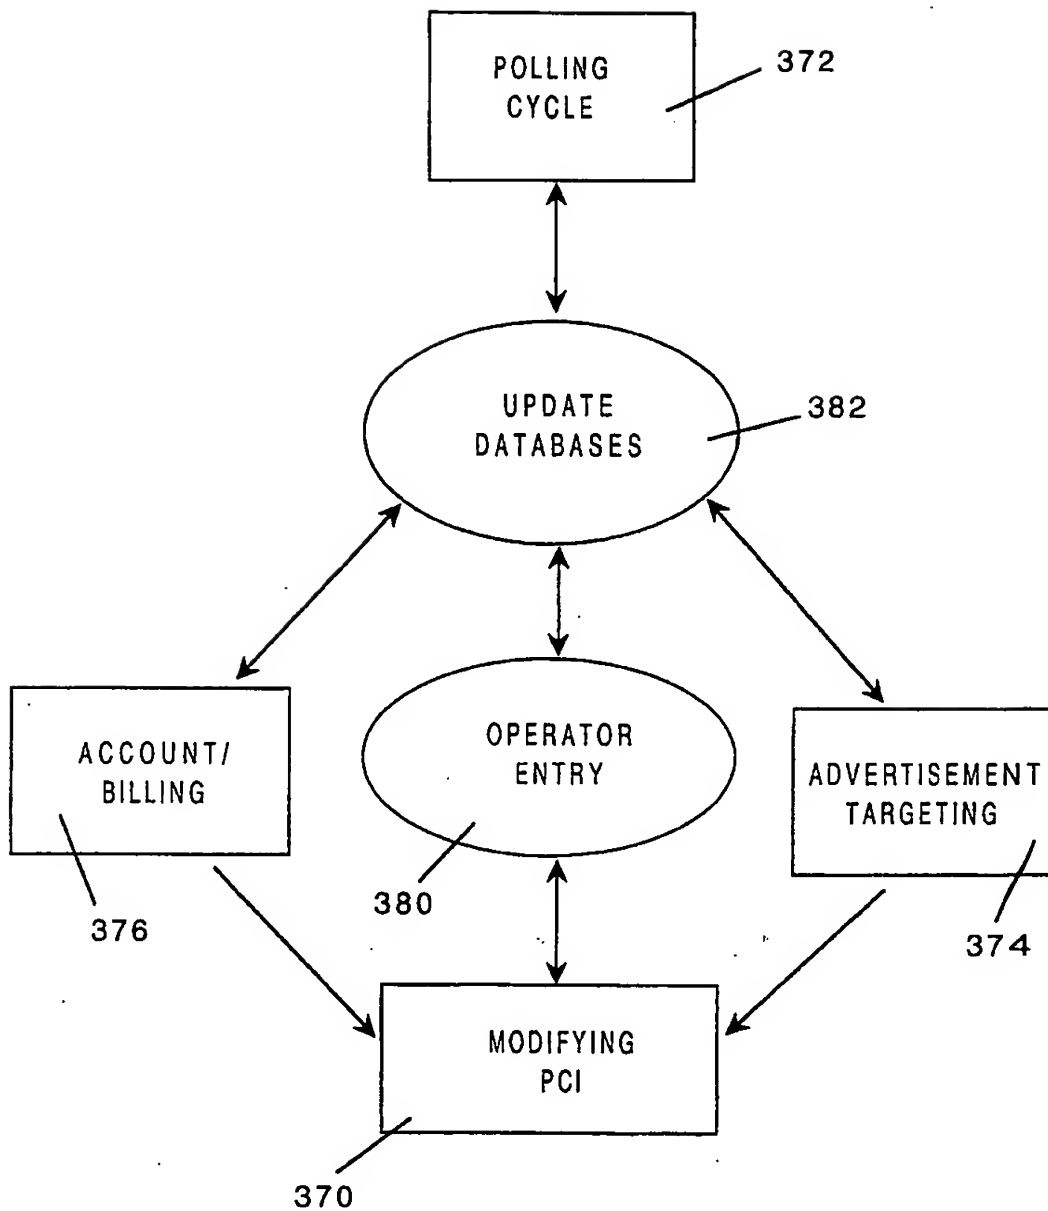 POLLING
CYCLE
372
UPDATE
DATABASES
382
ACCOUNT/
BILLING
376
OPERATOR
ENTRY
380
ADVERTISEMENT
TARGETING
374
MODIFYING
PCI
370